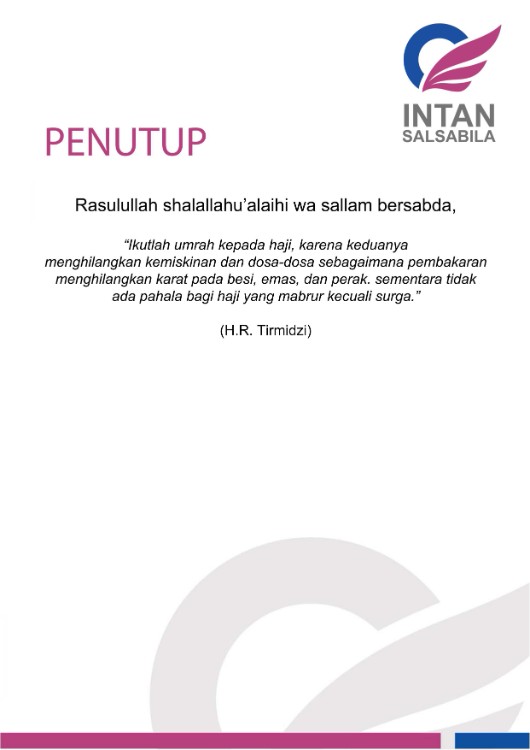 INTAN
SALSABILA
PENUTUP
Rasulullah shalallahu’alaihi wa sallam bersabda,
“Ikutlah umrah kepada haji, karena keduanya
menghilangkan kemiskinan dan dosa-dosa sebagaimana pembakaran
menghilangkan karat pada besi, emas, dan perak. sementara tidak
ada pahala bagi haji yang mabrur kecuali surga.”
(H.R. Tirmidzi)